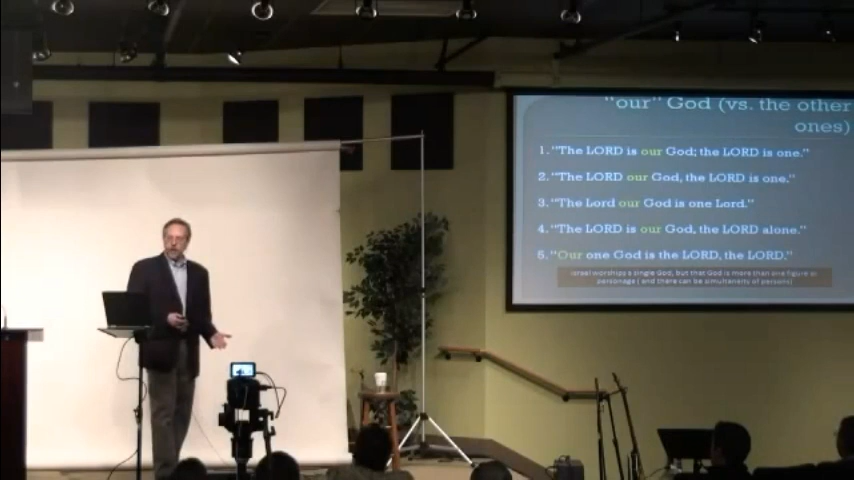 "our" God (vs. the other
ones)
1. "The LORD is our God; the LORD is one."
2. "The LORD our God, the LORD is one."
3. "The Lord our God is one Lord."
4. "The LORD is our God, the LORD alone."
5. "Our one God is the LORD, the LORD."
Israel worships a single God, but that God is more than one figure or
personage ( and there can be simultaneity of persons)